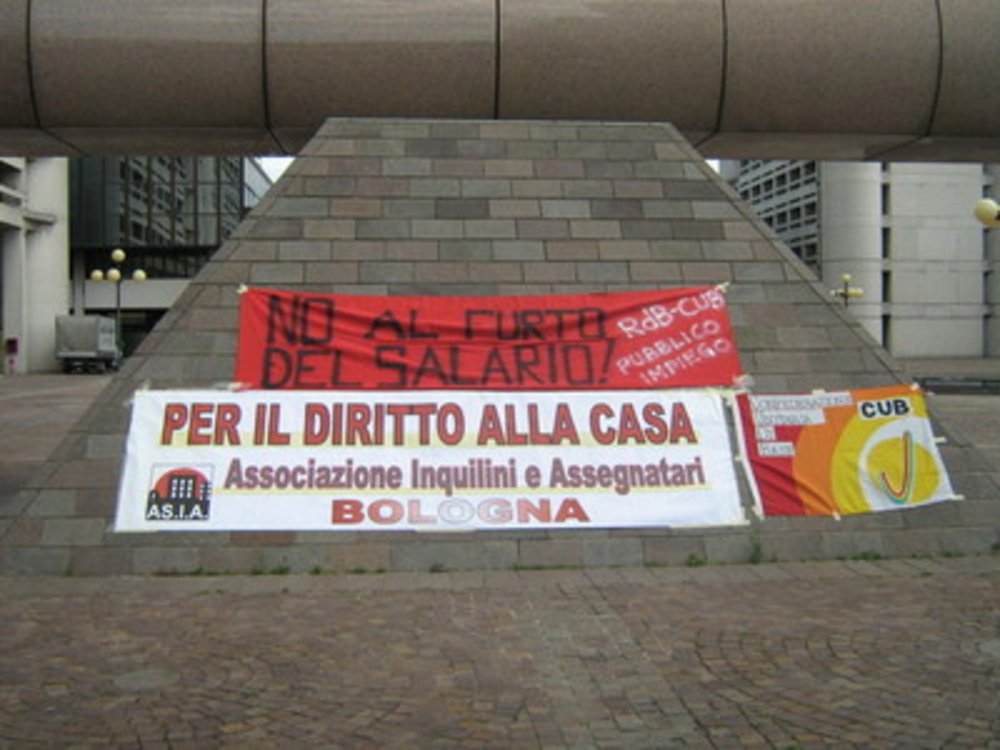 NO AL FURTO
DEL SALARIO!
RdB-CUB
PUBBLICO
IMPIEGO
PER IL DIRITTO ALLA CASA
Associazione Inquilini e Assegnatari
BOLOGNA
AS.I.A.
CUB